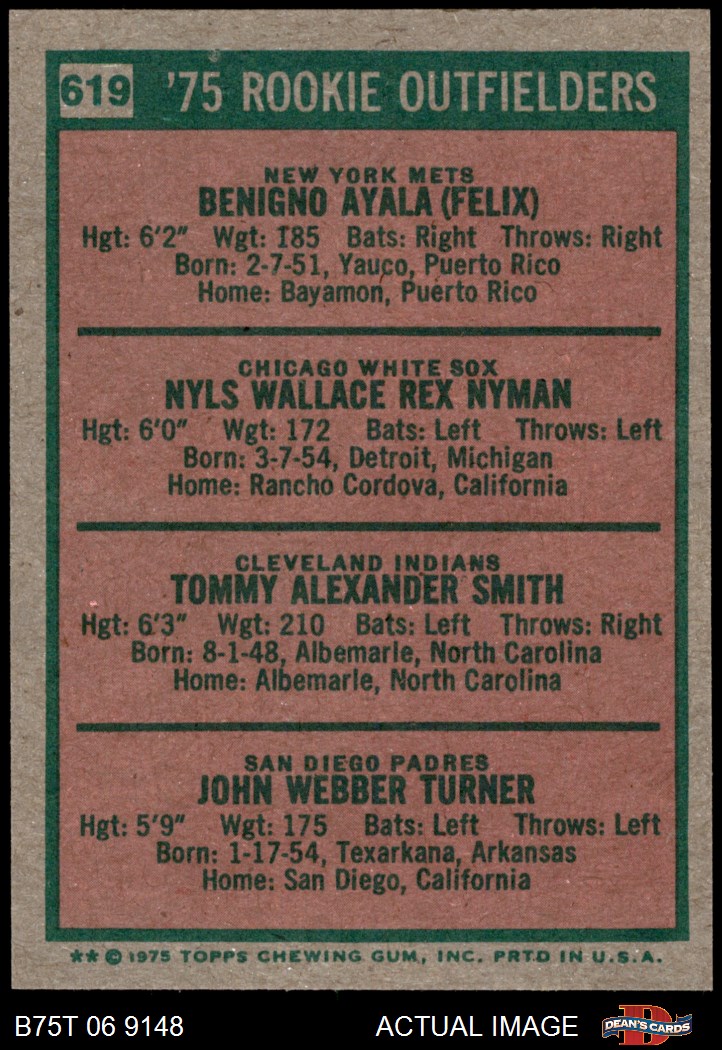 619 '75 ROOKIE OUTFIELDERS
NEW YORK METS
BENIGNO AYALA (FELIX)
Hgt: 6'2" Wgt: 185 Bats: Right Throws: Right
Born: 2-7-51, Yauco, Puerto Rico
Home: Bayamon, Puerto Rico
CHICAGO WHITE SOX
NYLS WALLACE REX NYMAN
Hgt: 6'0" Wgt: 172 Bats: Left Throws: Left
Born: 3-7-54, Detroit, Michigan
Home: Rancho Cordova, California
CLEVELAND INDIANS
TOMMY ALEXANDER SMITH
Hgt: 6'3" Wgt: 210 Bats: Left Throws: Right
Born: 8-1-48, Albemarle, North Carolina
Home: Albemarle, North Carolina
SAN DIEGO PADRES
JOHN WEBBER TURNER
Hgt: 5'9" Wgt: 175 Bats: Left Throws: Left
Born: 1-17-54, Texarkana, Arkansas
Home: San Diego, California
** © 1975 TOPPS CHEWING GUM, INC. PRTD IN U.S.A.
B75T 06 9148 ACTUAL IMAGE D DEAN'S CARDS